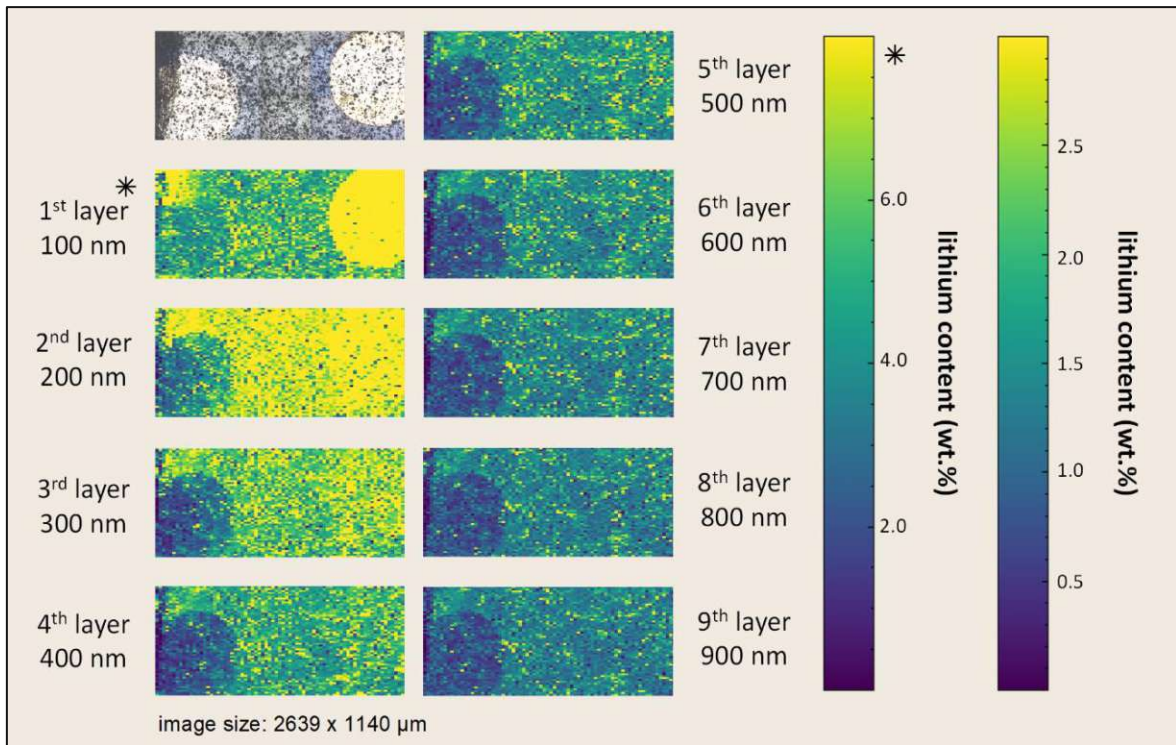 *
1st layer
100 nm
2nd layer
200 nm
3rd layer
300 nm
4th layer
400 nm
image size: 2639 x 1140 µm
5th layer
500 nm
6th layer
600 nm
7th layer
700 nm
8th layer
800 nm
9th layer
900 nm
*
6.0
4.0
2.0
lithium content (wt.%)
2.5
2.0
1.5
1.0
0.5
lithium content (wt.%)